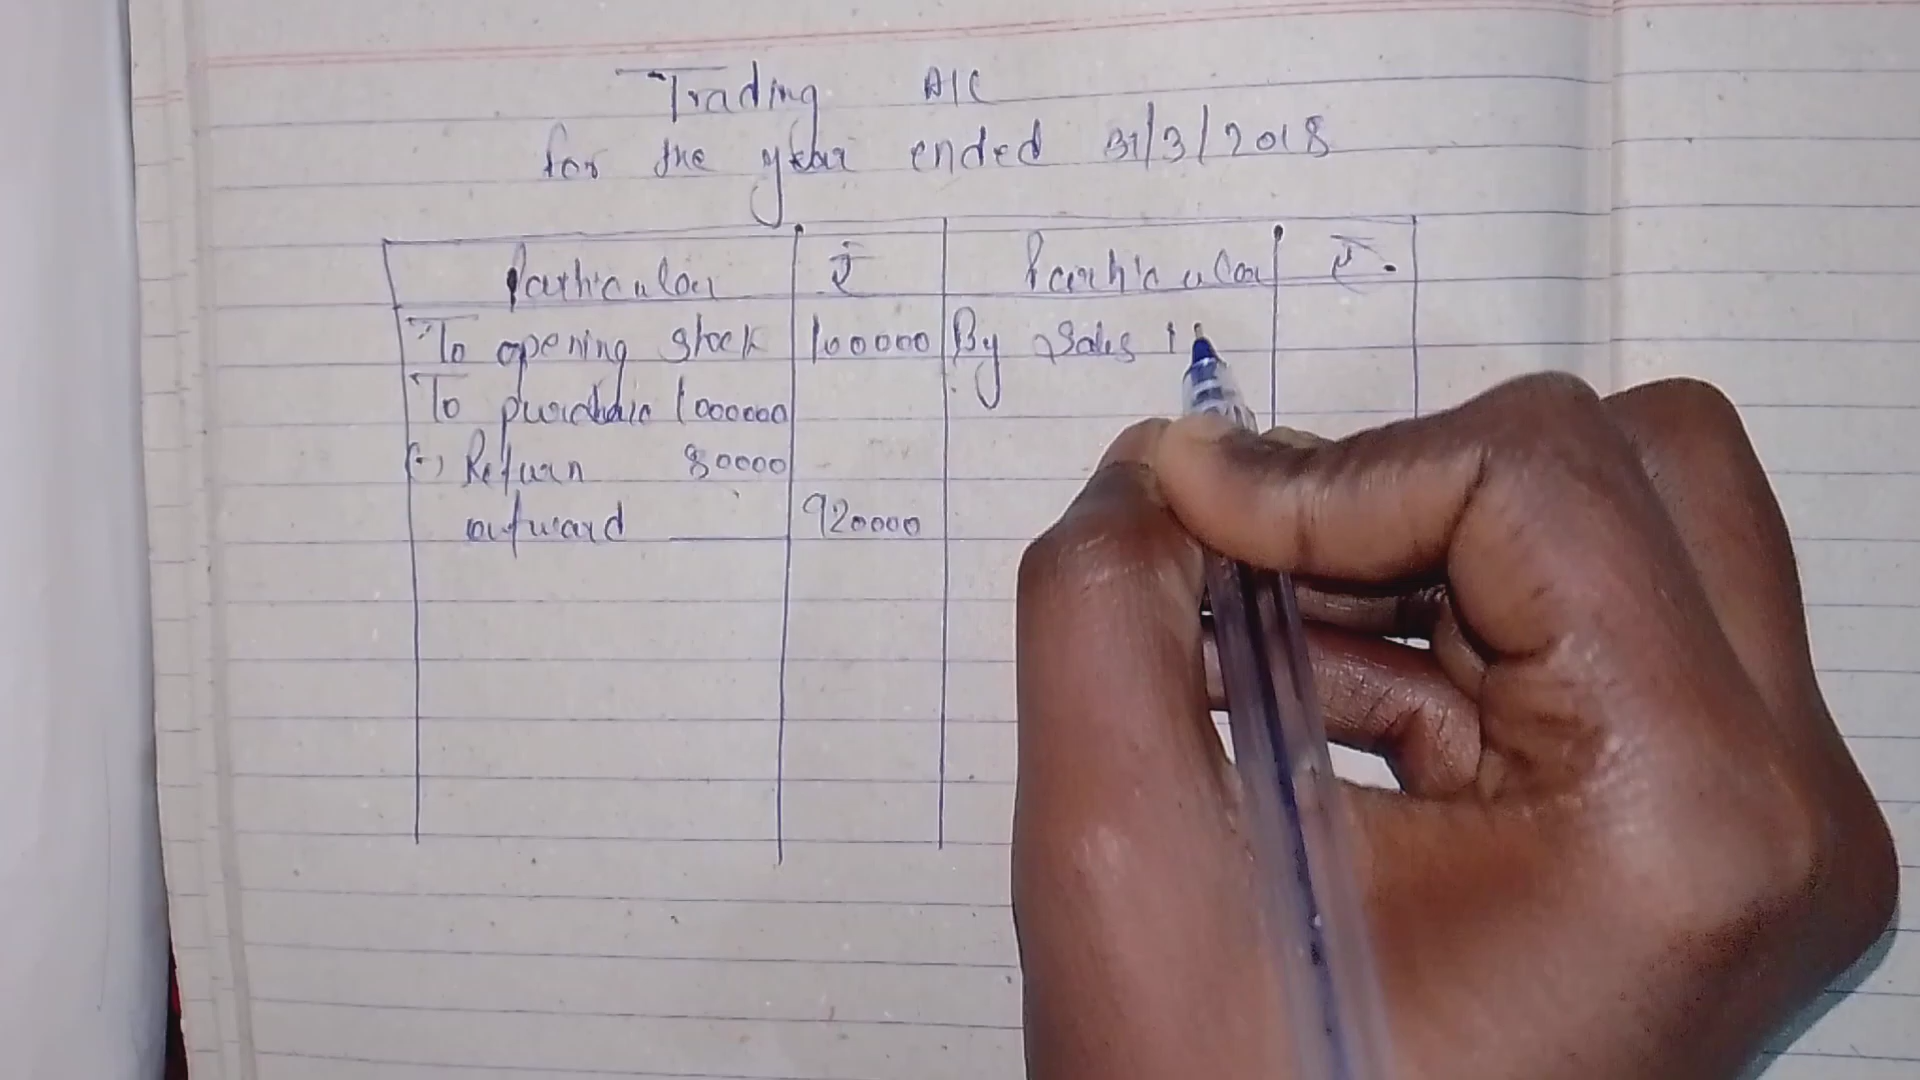 Trading A/C
for the year ended 31/3/2018
Particular ₹ Particular ₹.
To opening stock 100000 By Sales 1
To purchase 1000000
(-) Return 80000
outward 920000